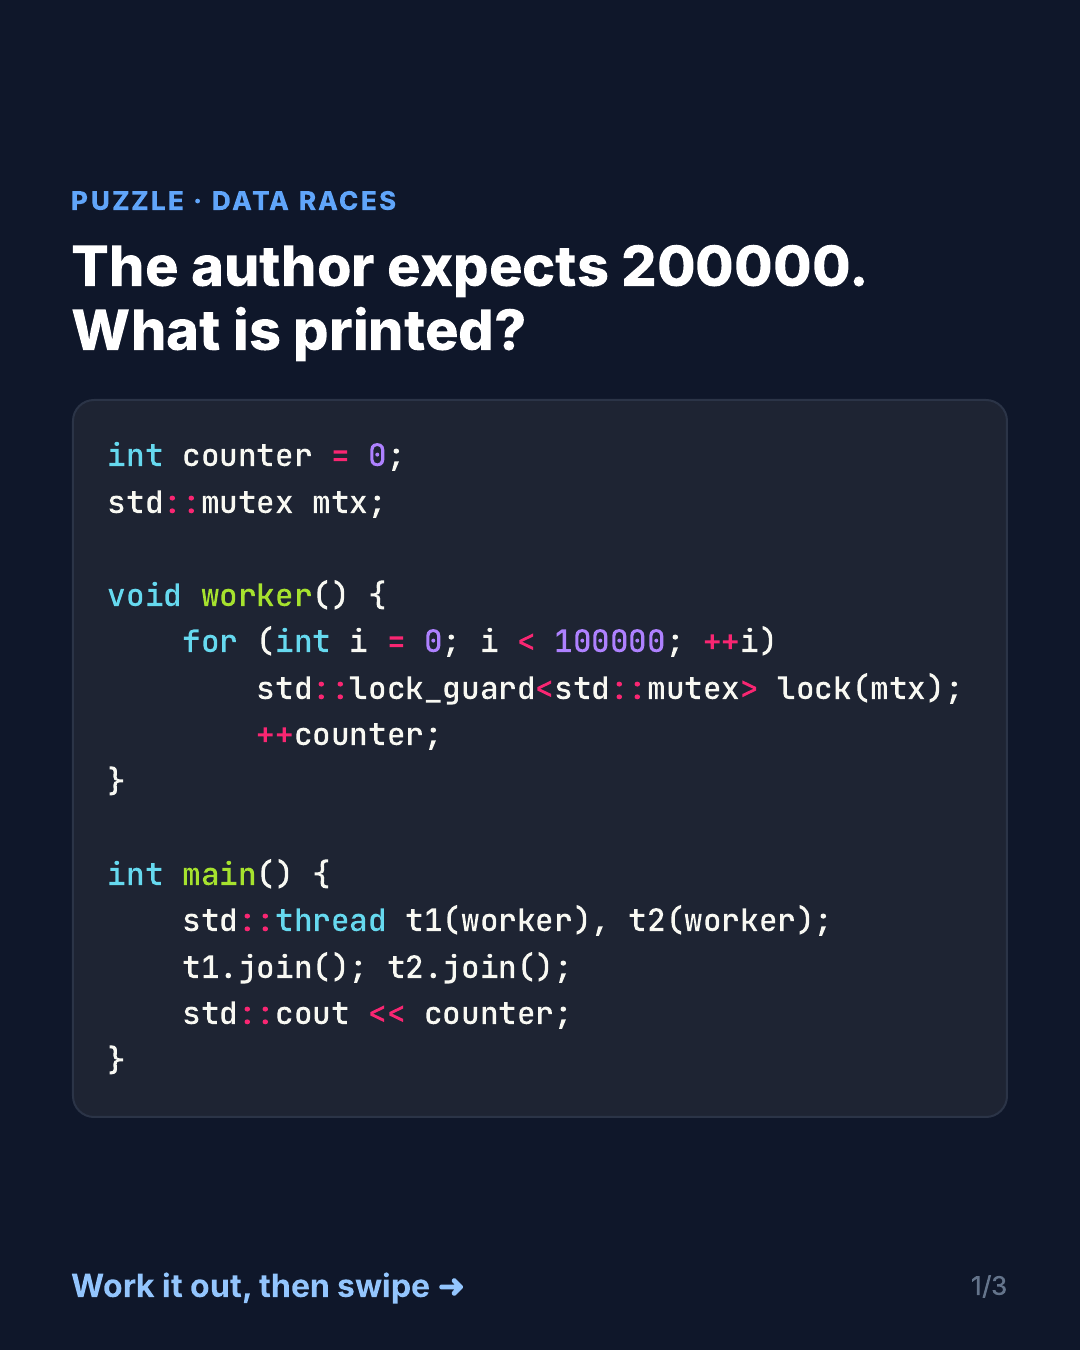 PUZZLE · DATA RACES
The author expects 200000.
What is printed?
int counter = 0;
std::mutex mtx;
void worker() {
    for (int i = 0; i < 100000; ++i)
        std::lock_guard<std::mutex> lock(mtx);
        ++counter;
}
int main() {
    std::thread t1(worker), t2(worker);
    t1.join(); t2.join();
    std::cout << counter;
}
Work it out, then swipe ➜
1/3